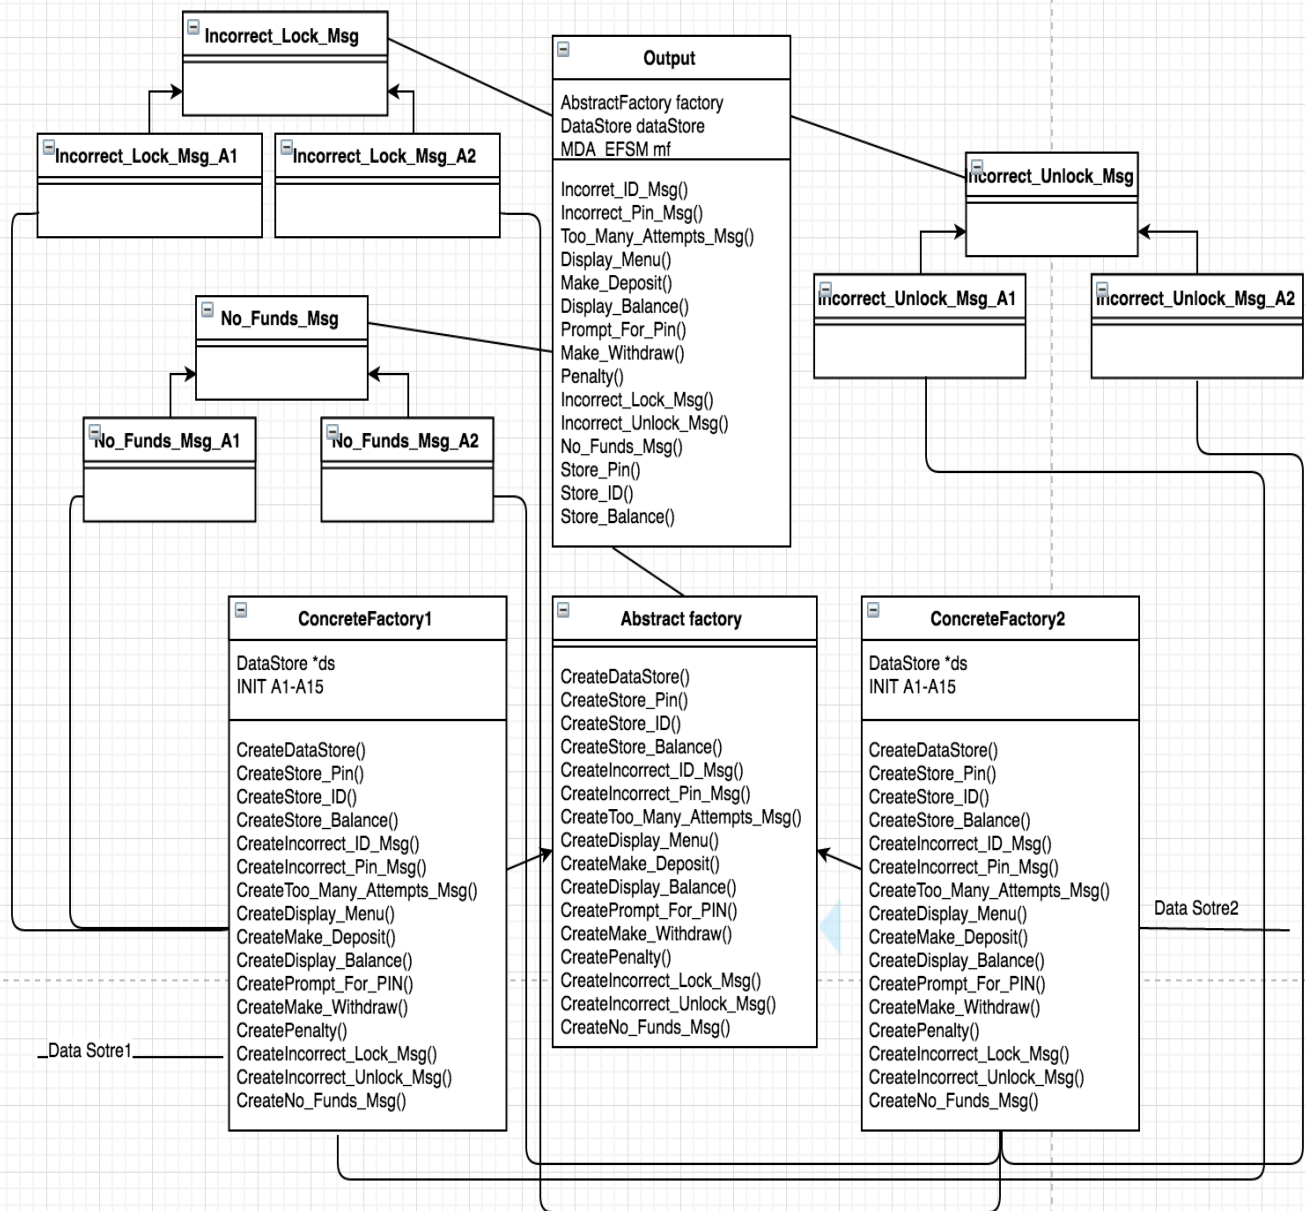 Incorrect_Lock_Msg
Incorrect_Lock_Msg_A1
Incorrect_Lock_Msg_A2
No_Funds_Msg
No_Funds_Msg_A1
No_Funds_Msg_A2
Output
AbstractFactory factory
DataStore dataStore
MDA_EFSM mf
Incorret_ID_Msg()
Incorrect_Pin_Msg()
Too_Many_Attempts_Msg()
Display_Menu()
Make_Deposit()
Display_Balance()
Prompt_For_Pin()
Make_Withdraw()
Penalty()
Incorrect_Lock_Msg()
Incorrect_Unlock_Msg()
No_Funds_Msg()
Store_Pin()
Store_ID()
Store_Balance()
Incorrect_Unlock_Msg
Incorrect_Unlock_Msg_A1
Incorrect_Unlock_Msg_A2
ConcreteFactory1
DataStore *ds
INIT A1-A15
CreateDataStore()
CreateStore_Pin()
CreateStore_ID()
CreateStore_Balance()
CreateIncorrect_ID_Msg()
CreateIncorrect_Pin_Msg()
CreateToo_Many_Attempts_Msg()
CreateDisplay_Menu()
CreateMake_Deposit()
CreateDisplay_Balance()
CreatePrompt_For_PIN()
CreateMake_Withdraw()
CreatePenalty()
CreateIncorrect_Lock_Msg()
CreateIncorrect_Unlock_Msg()
CreateNo_Funds_Msg()
Data Sotre1
Abstract factory
CreateDataStore()
CreateStore_Pin()
CreateStore_ID()
CreateStore_Balance()
CreateIncorrect_ID_Msg()
CreateIncorrect_Pin_Msg()
CreateToo_Many_Attempts_Msg()
CreateDisplay_Menu()
CreateMake_Deposit()
CreateDisplay_Balance()
CreatePrompt_For_PIN()
CreateMake_Withdraw()
CreatePenalty()
CreateIncorrect_Lock_Msg()
CreateIncorrect_Unlock_Msg()
CreateNo_Funds_Msg()
ConcreteFactory2
DataStore *ds
INIT A1-A15
CreateDataStore()
CreateStore_Pin()
CreateStore_ID()
CreateStore_Balance()
CreateIncorrect_ID_Msg()
CreateIncorrect_Pin_Msg()
CreateToo_Many_Attempts_Msg()
CreateDisplay_Menu()
CreateMake_Deposit()
CreateDisplay_Balance()
CreatePrompt_For_PIN()
CreateMake_Withdraw()
CreatePenalty()
CreateIncorrect_Lock_Msg()
CreateIncorrect_Unlock_Msg()
CreateNo_Funds_Msg()
Data Sotre2